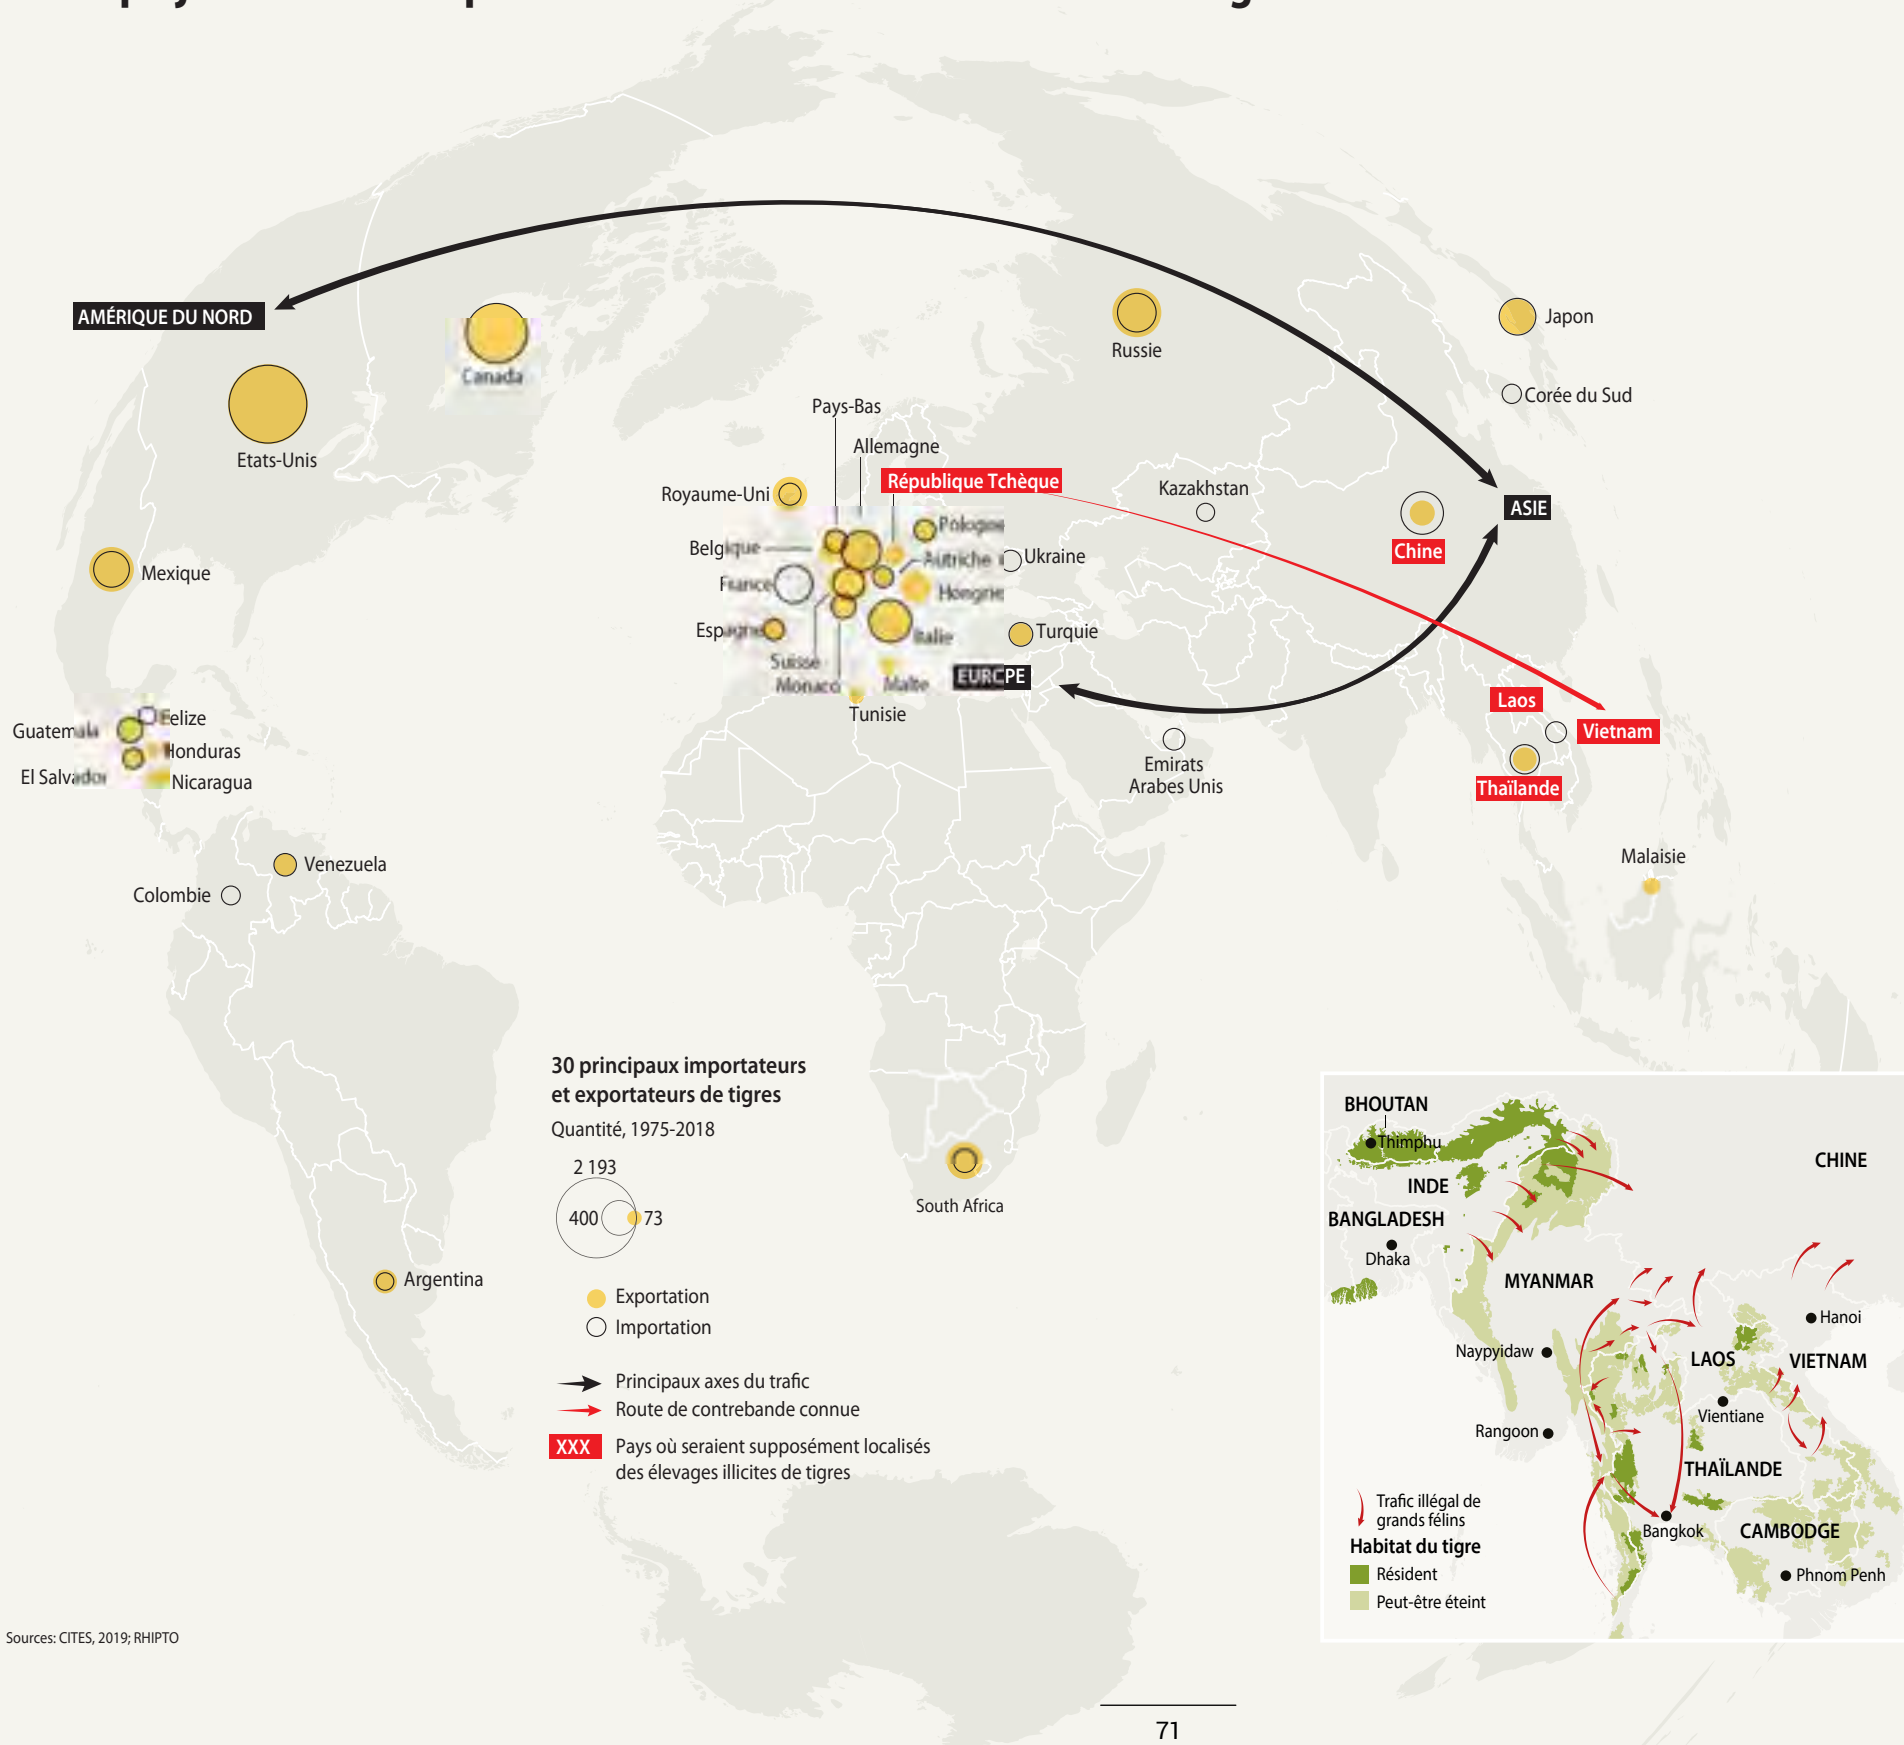 AMÉRIQUE DU NORD
Canada
Etats-Unis
Mexique
Guatemala
Belize
Honduras
El Salvador
Nicaragua
Venezuela
Colombie
Argentina
Russie
Japon
Corée du Sud
Pays-Bas
Allemagne
République Tchèque
Royaume-Uni
Kazakhstan
ASIE
Pologne
Chine
Belgique
Autriche
Ukraine
France
Hongrie
Espagne
Italie
Turquie
Suisse
Monaco
Malte
EUROPE
Tunisie
Laos
Vietnam
Emirats
Arabes Unis
Thaïlande
Malaisie
South Africa
30 principaux importateurs
et exportateurs de tigres
Quantité, 1975-2018
2 193
400
73
Exportation
Importation
Principaux axes du trafic
Route de contrebande connue
XXX
Pays où seraient supposément localisés
des élevages illicites de tigres
BHOUTAN
Thimphu
CHINE
INDE
BANGLADESH
Dhaka
MYANMAR
Hanoi
Naypyidaw
LAOS
VIETNAM
Vientiane
Rangoon
THAÏLANDE
Bangkok
CAMBODGE
Phnom Penh
Trafic illégal de
grands félins
Habitat du tigre
Résident
Peut-être éteint
Sources: CITES, 2019; RHIPTO
71